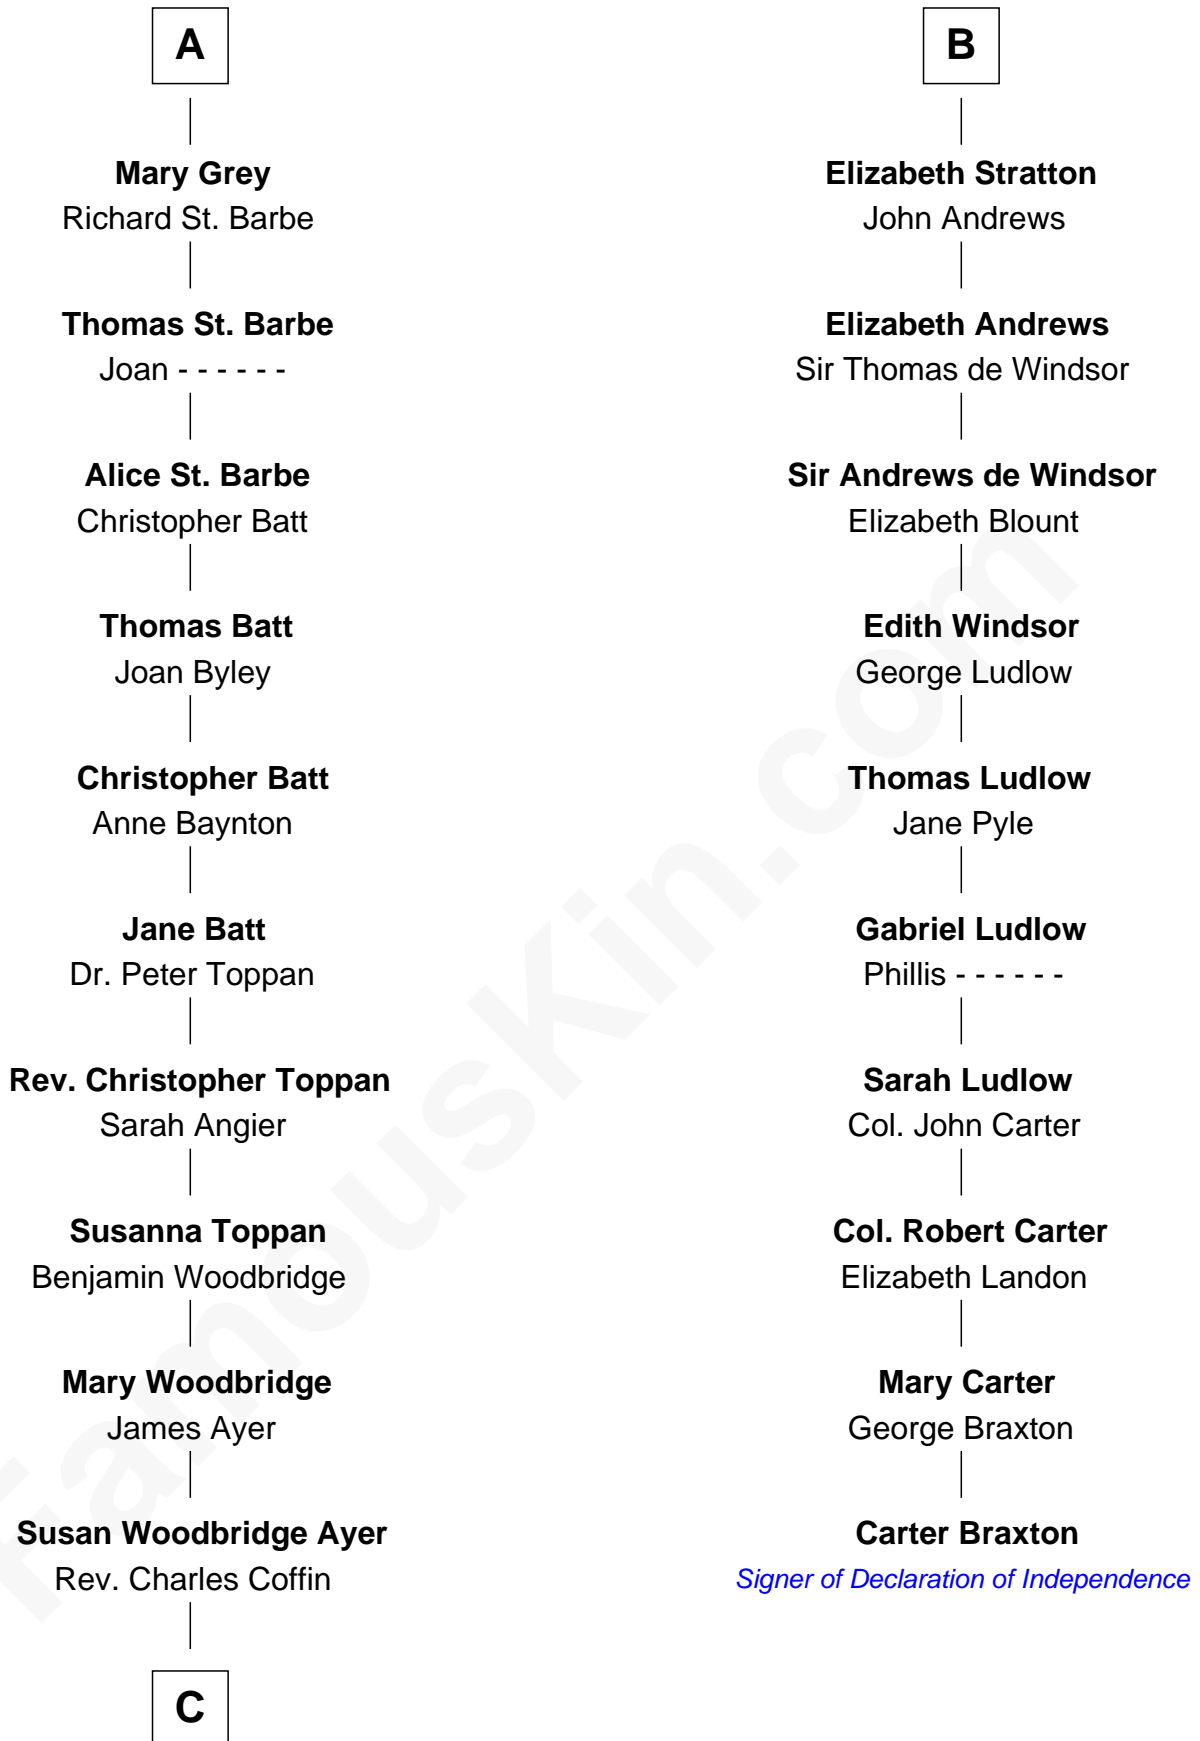 A
Mary Grey
Richard St. Barbe
Thomas St. Barbe
Joan - - - - - -
Alice St. Barbe
Christopher Batt
Thomas Batt
Joan Byley
Christopher Batt
Anne Baynton
Jane Batt
Dr. Peter Toppan
Rev. Christopher Toppan
Sarah Angier
Susanna Toppan
Benjamin Woodbridge
Mary Woodbridge
James Ayer
Susan Woodbridge Ayer
Rev. Charles Coffin
C
B
Elizabeth Stratton
John Andrews
Elizabeth Andrews
Sir Thomas de Windsor
Sir Andrews de Windsor
Elizabeth Blount
Edith Windsor
George Ludlow
Thomas Ludlow
Jane Pyle
Gabriel Ludlow
Phillis - - - - - -
Sarah Ludlow
Col. John Carter
Col. Robert Carter
Elizabeth Landon
Mary Carter
George Braxton
Carter Braxton
Signer of Declaration of Independence
FamousKin.com